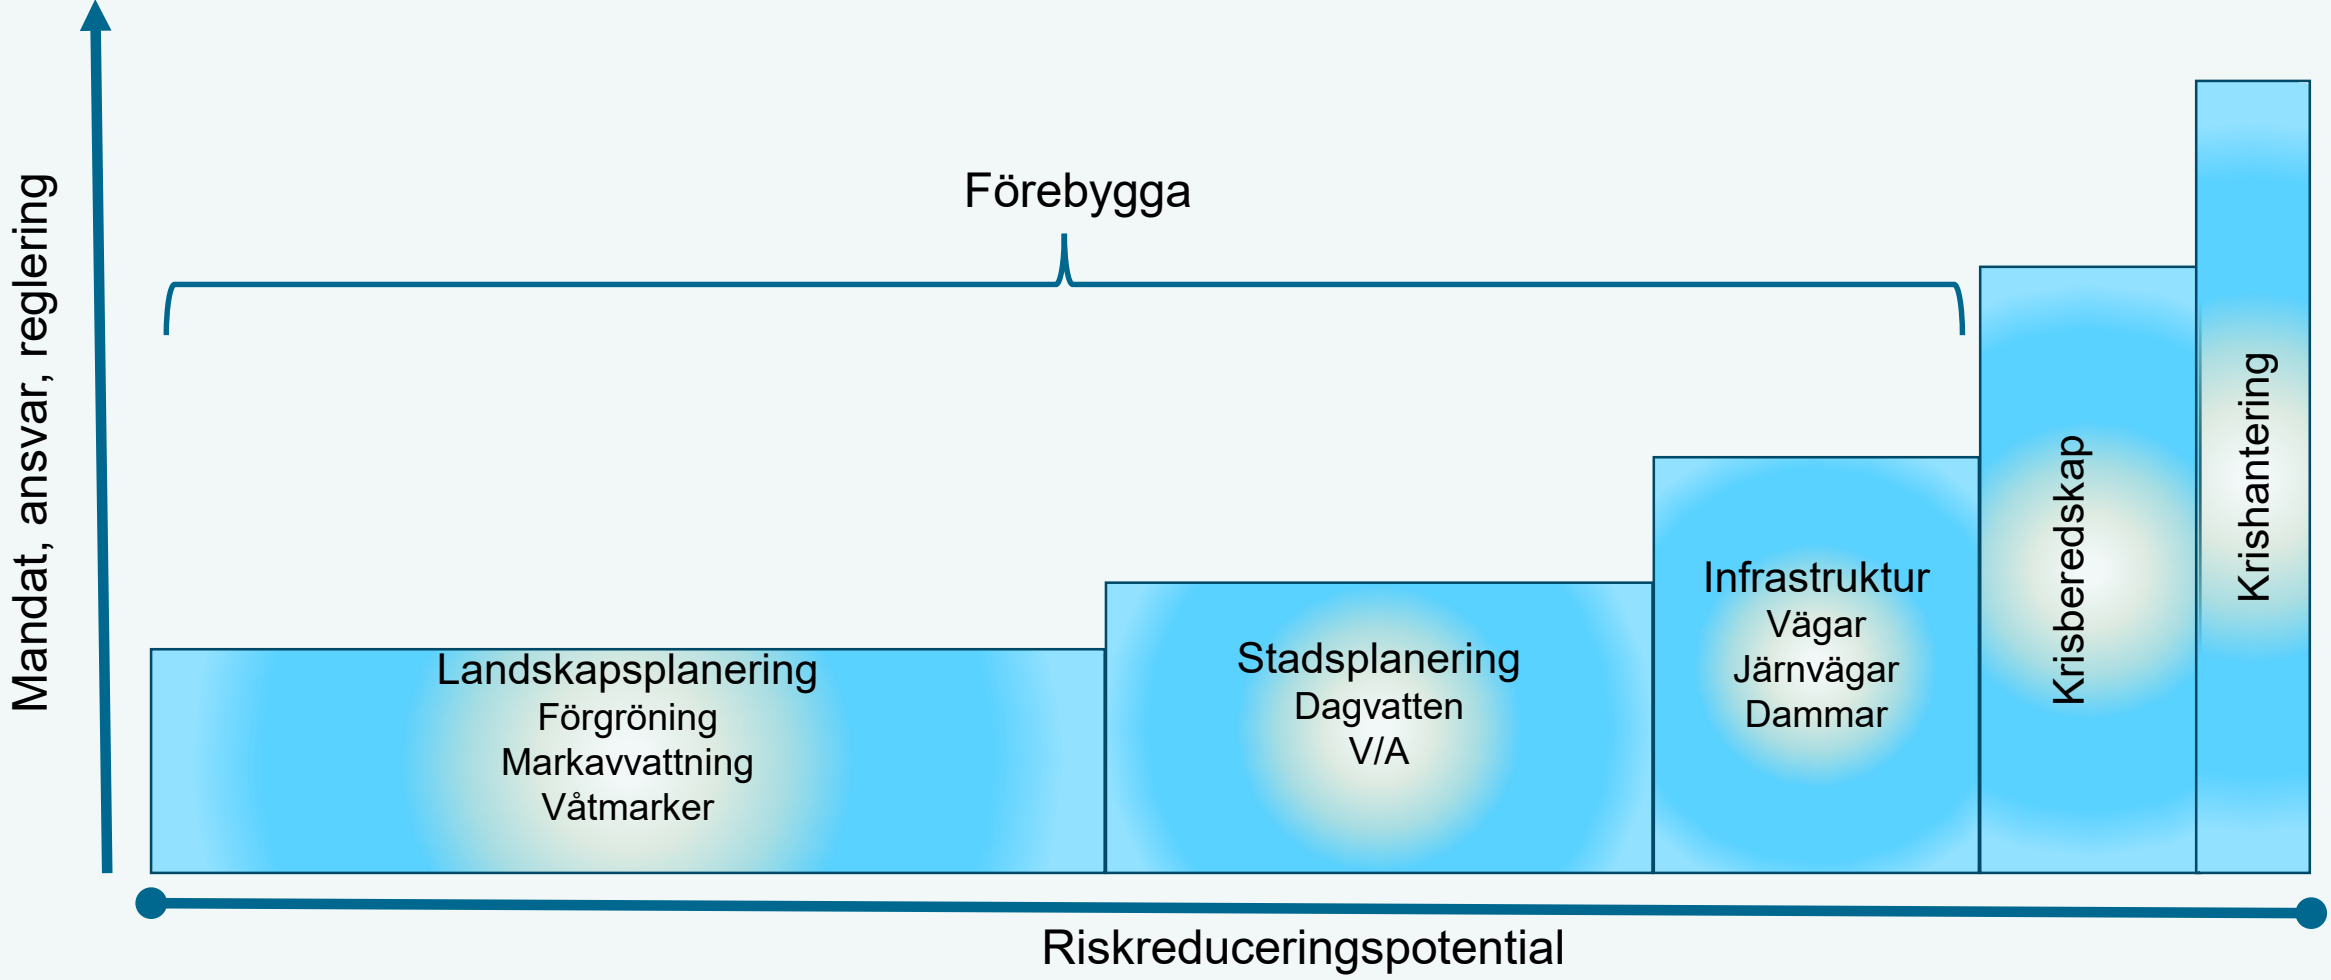 Mandat, ansvar, reglering
Förebygga
Landskapsplanering
Förgröning
Markavvattning
Våtmarker
Stadsplanering
Dagvatten
V/A
Infrastruktur
Vägar
Järnvägar
Dammar
Krisberedskap
Krishantering
Riskreduceringspotential